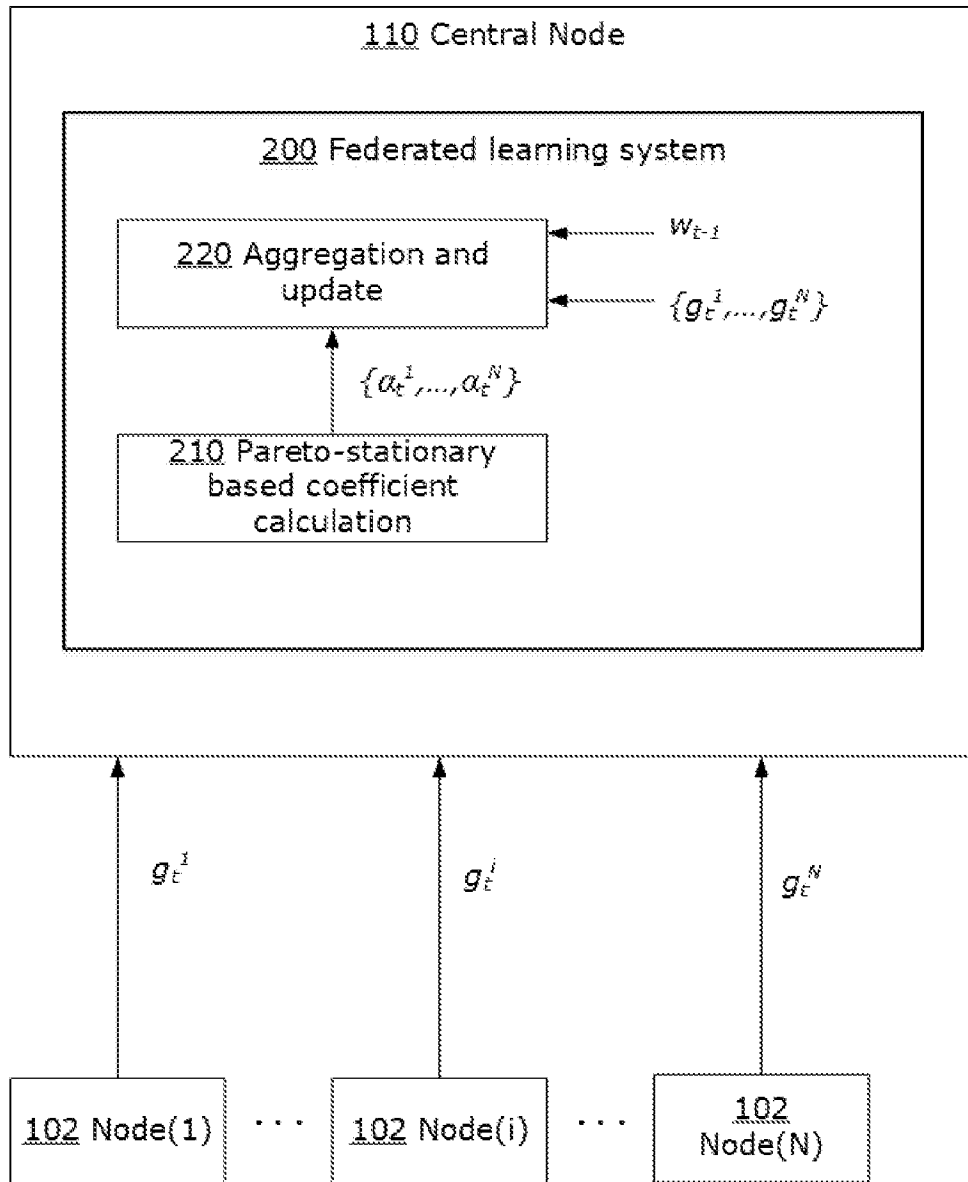 110 Central Node
200 Federated learning system
220 Aggregation and
update
w_{t-1}
{g_t^1,...,g_t^N}
{α_t^1,...,α_t^N}
210 Pareto-stationary
based coefficient
calculation
g_t^1
g_t^i
g_t^N
102 Node(1)
...
102 Node(i)
...
102
Node(N)